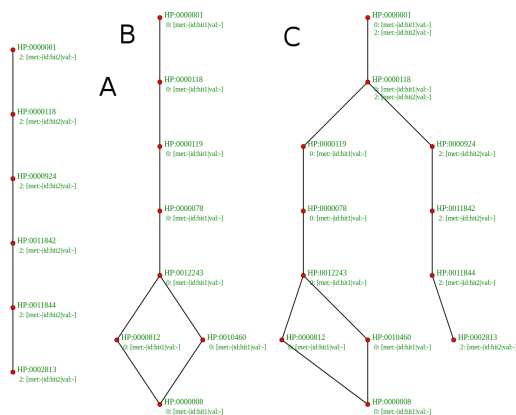 A
HP:0000001
2: [met:-|id:hit2|val:-]
HP:0000118
2: [met:-|id:hit2|val:-]
HP:0000924
2: [met:-|id:hit2|val:-]
HP:0011842
2: [met:-|id:hit2|val:-]
HP:0011844
2: [met:-|id:hit2|val:-]
HP:0002813
2: [met:-|id:hit2|val:-]
B
HP:0000001
0: [met:-|id:hit1|val:-]
HP:0000118
0: [met:-|id:hit1|val:-]
HP:0000119
0: [met:-|id:hit1|val:-]
HP:0000078
0: [met:-|id:hit1|val:-]
HP:0012243
0: [met:-|id:hit1|val:-]
HP:0000812
0: [met:-|id:hit1|val:-]
HP:0010460
0: [met:-|id:hit1|val:-]
HP:0000008
0: [met:-|id:hit1|val:-]
C
HP:0000001
0: [met:-|id:hit1|val:-]
2: [met:-|id:hit2|val:-]
HP:0000118
0: [met:-|id:hit1|val:-]
2: [met:-|id:hit2|val:-]
HP:0000119
0: [met:-|id:hit1|val:-]
HP:0000924
2: [met:-|id:hit2|val:-]
HP:0000078
0: [met:-|id:hit1|val:-]
HP:0011842
2: [met:-|id:hit2|val:-]
HP:0012243
0: [met:-|id:hit1|val:-]
HP:0011844
2: [met:-|id:hit2|val:-]
HP:0000812
0: [met:-|id:hit1|val:-]
HP:0010460
0: [met:-|id:hit1|val:-]
HP:0002813
2: [met:-|id:hit2|val:-]
HP:0000008
0: [met:-|id:hit1|val:-]